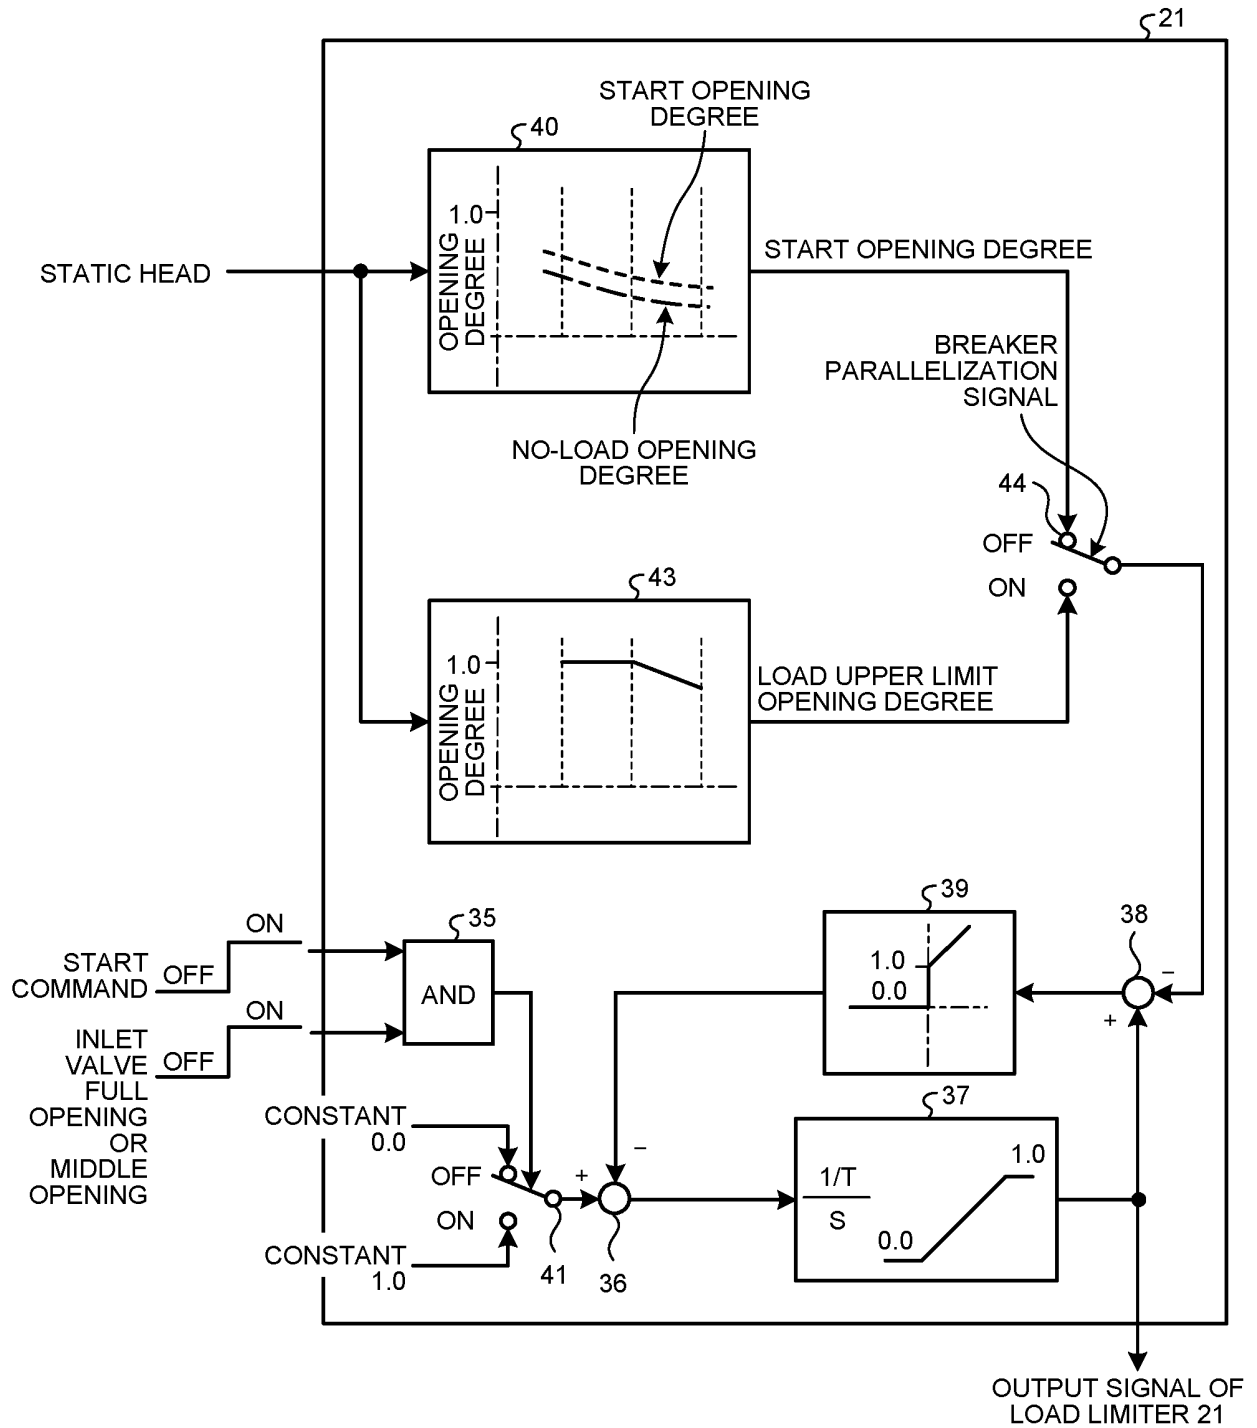 21
START OPENING
DEGREE
40
1.0
OPENING
DEGREE
STATIC HEAD
START OPENING DEGREE
BREAKER
PARALLELIZATION
SIGNAL
NO-LOAD OPENING
DEGREE
44
OFF
ON
43
1.0
OPENING
DEGREE
LOAD UPPER LIMIT
OPENING DEGREE
39
1.0
0.0
38
−
+
35
AND
ON
START
COMMAND
OFF
ON
INLET
VALVE
FULL
OPENING
OR
MIDDLE
OPENING
OFF
CONSTANT
0.0
OFF
ON
CONSTANT
1.0
41
+
−
36
37
1/T
S
0.0
1.0
OUTPUT SIGNAL OF
LOAD LIMITER 21